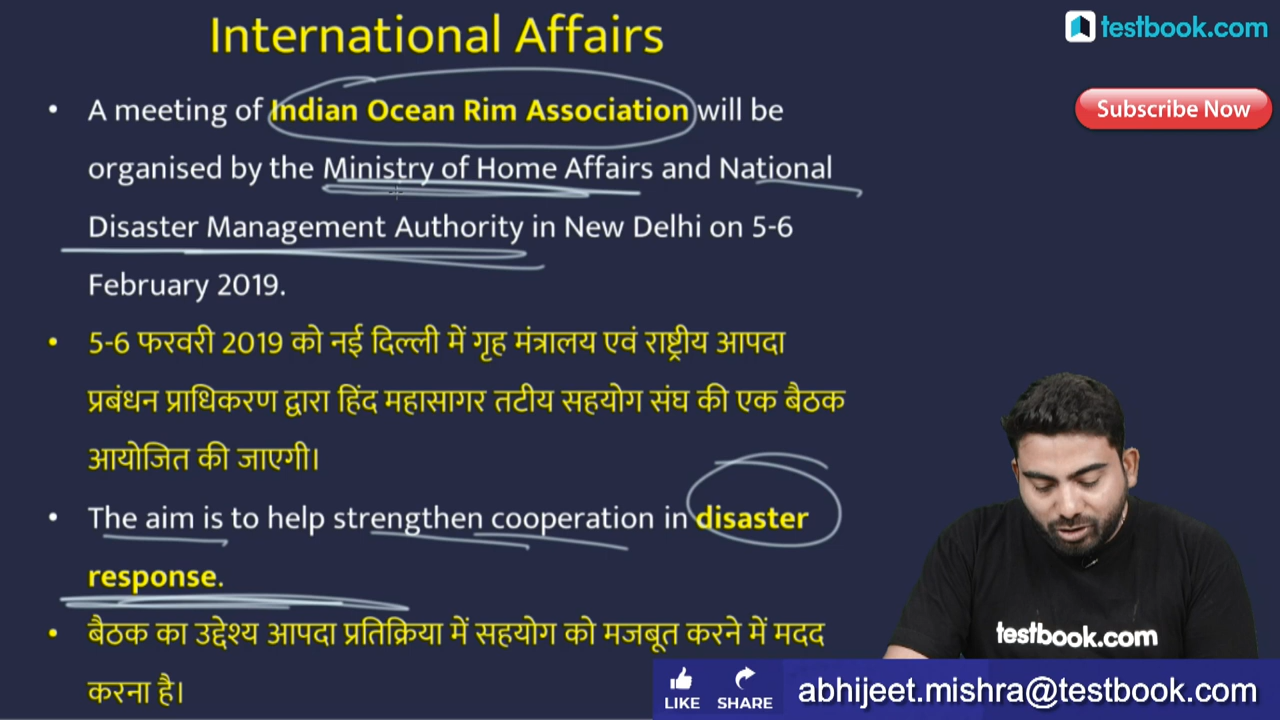 International Affairs
testbook.com
Subscribe Now
• A meeting of Indian Ocean Rim Association will be
organised by the Ministry of Home Affairs and National
Disaster Management Authority in New Delhi on 5-6
February 2019.
• 5-6 फरवरी 2019 को नई दिल्ली में गृह मंत्रालय एवं राष्ट्रीय आपदा
प्रबंधन प्राधिकरण द्वारा हिंद महासागर तटीय सहयोग संघ की एक बैठक
आयोजित की जाएगी।
• The aim is to help strengthen cooperation in disaster
response.
• बैठक का उद्देश्य आपदा प्रतिक्रिया में सहयोग को मजबूत करने में मदद
करना है।
testbook.com
LIKE SHARE abhijeet.mishra@testbook.com